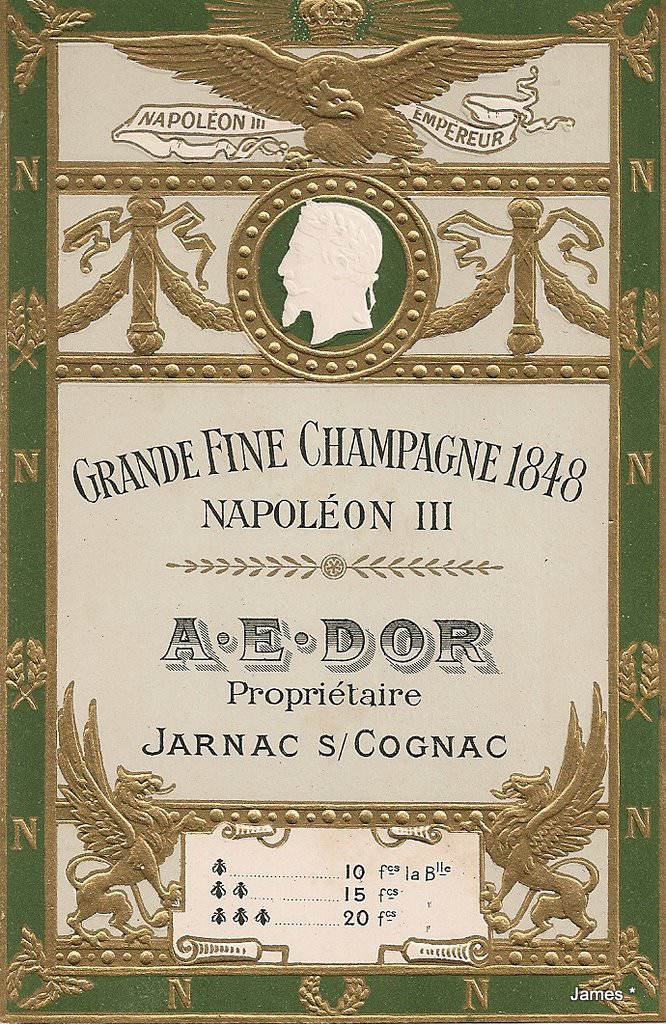 NAPOLÉON III
EMPEREUR
N N
GRANDE FINE CHAMPAGNE 1848
N N
NAPOLÉON III
A·E·DOR
Propriétaire
JARNAC S/COGNAC
N N
10 fcs la Blle
15 fcs "
20 fcs "
N N
James *